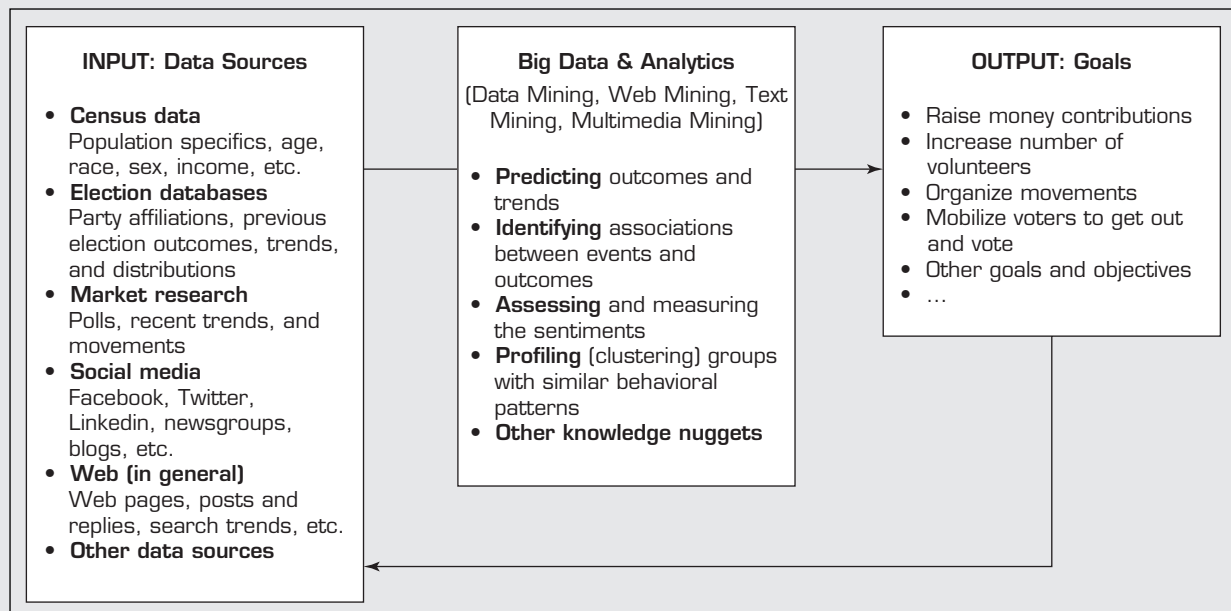 INPUT: Data Sources
• Census data
Population specifics, age,
race, sex, income, etc.
• Election databases
Party affiliations, previous
election outcomes, trends,
and distributions
• Market research
Polls, recent trends, and
movements
• Social media
Facebook, Twitter,
Linkedin, newsgroups,
blogs, etc.
• Web (in general)
Web pages, posts and
replies, search trends, etc.
• Other data sources
Big Data & Analytics
(Data Mining, Web Mining, Text
Mining, Multimedia Mining)
• Predicting outcomes and
trends
• Identifying associations
between events and
outcomes
• Assessing and measuring
the sentiments
• Profiling (clustering) groups
with similar behavioral
patterns
• Other knowledge nuggets
OUTPUT: Goals
• Raise money contributions
• Increase number of
volunteers
• Organize movements
• Mobilize voters to get out
and vote
• Other goals and objectives
• ...